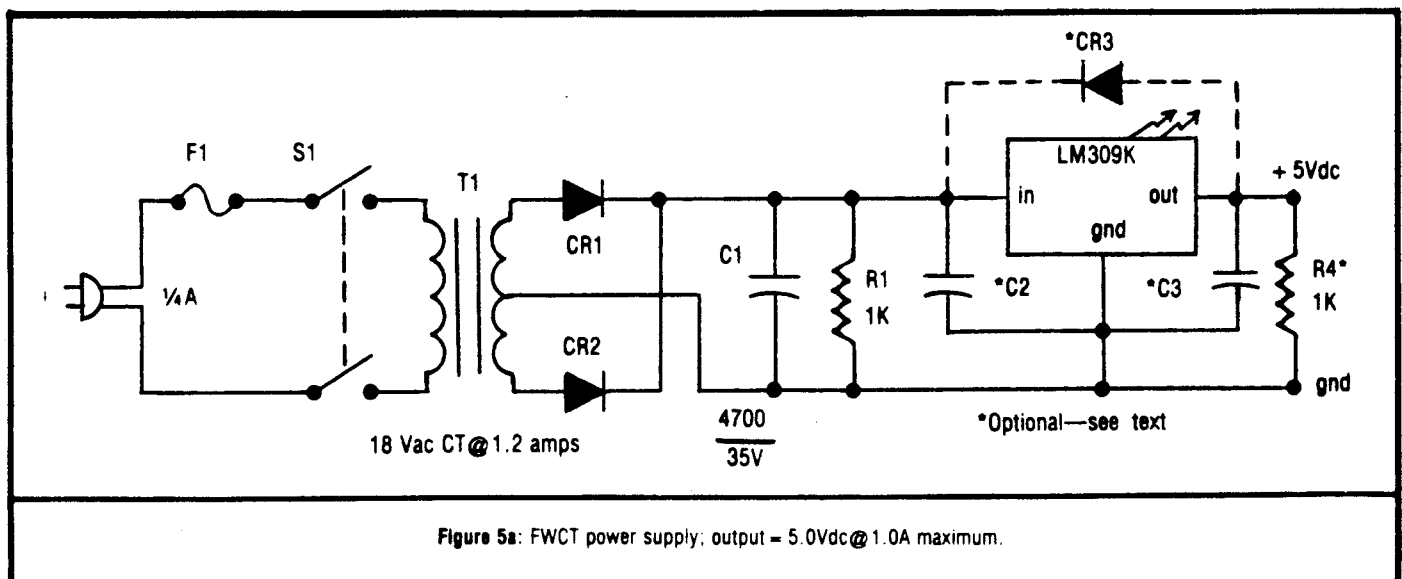 *CR3
F1
S1
T1
LM309K
+ 5Vdc
in
out
gnd
CR1
C1
R1
1K
*C2
*C3
R4*
1K
¼A
CR2
gnd
18 Vac CT@1.2 amps
4700
35V
*Optional—see text
Figure 5a: FWCT power supply; output = 5.0Vdc@1.0A maximum.